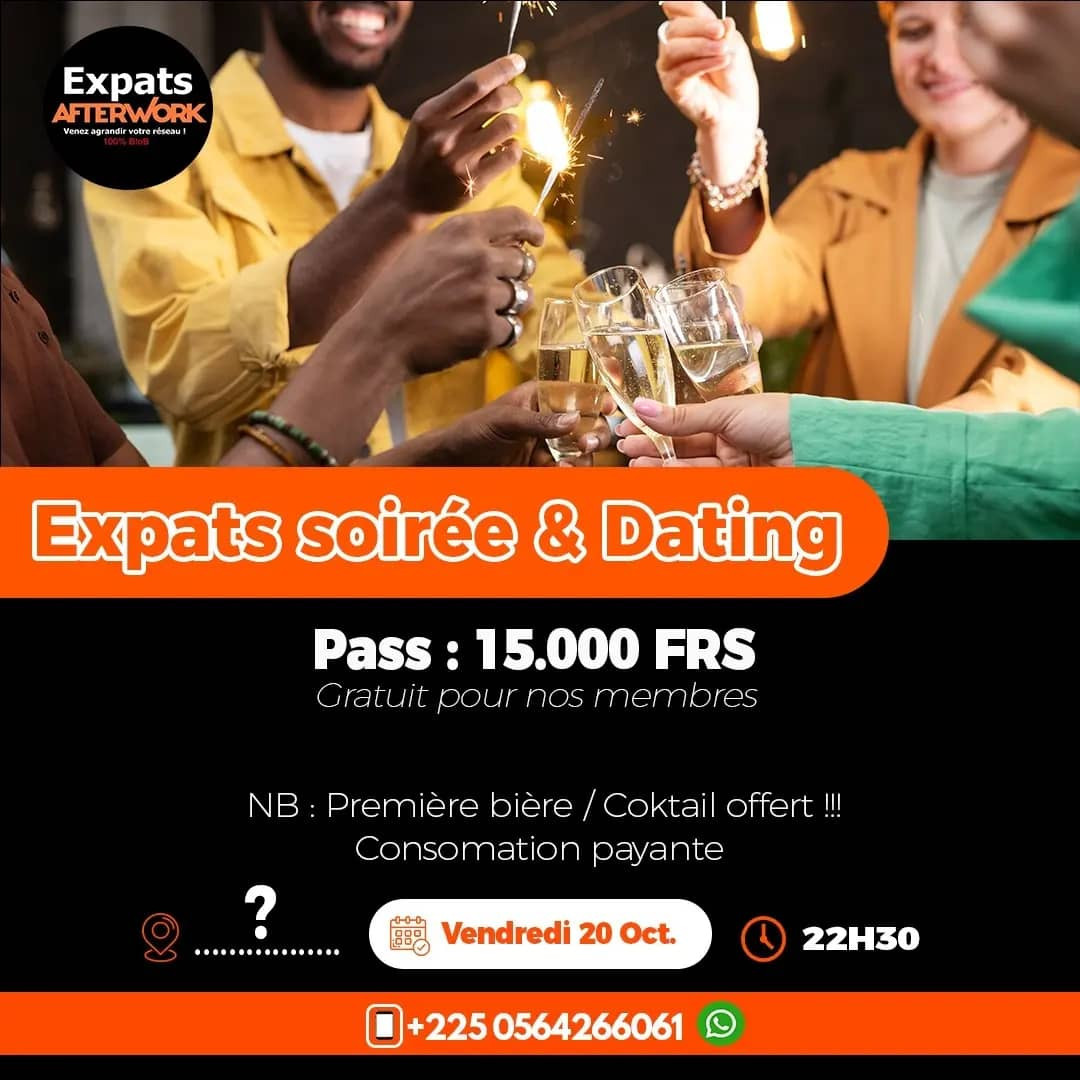 Expats
AFTERWORK
Venez agrandir votre réseau !
100% BtoB
Expats soirée & Dating
Pass : 15.000 FRS
Gratuit pour nos membres
NB : Première bière / Coktail offert !!!
Consomation payante
?
....................
Vendredi 20 Oct.
22H30
+225 0564266061